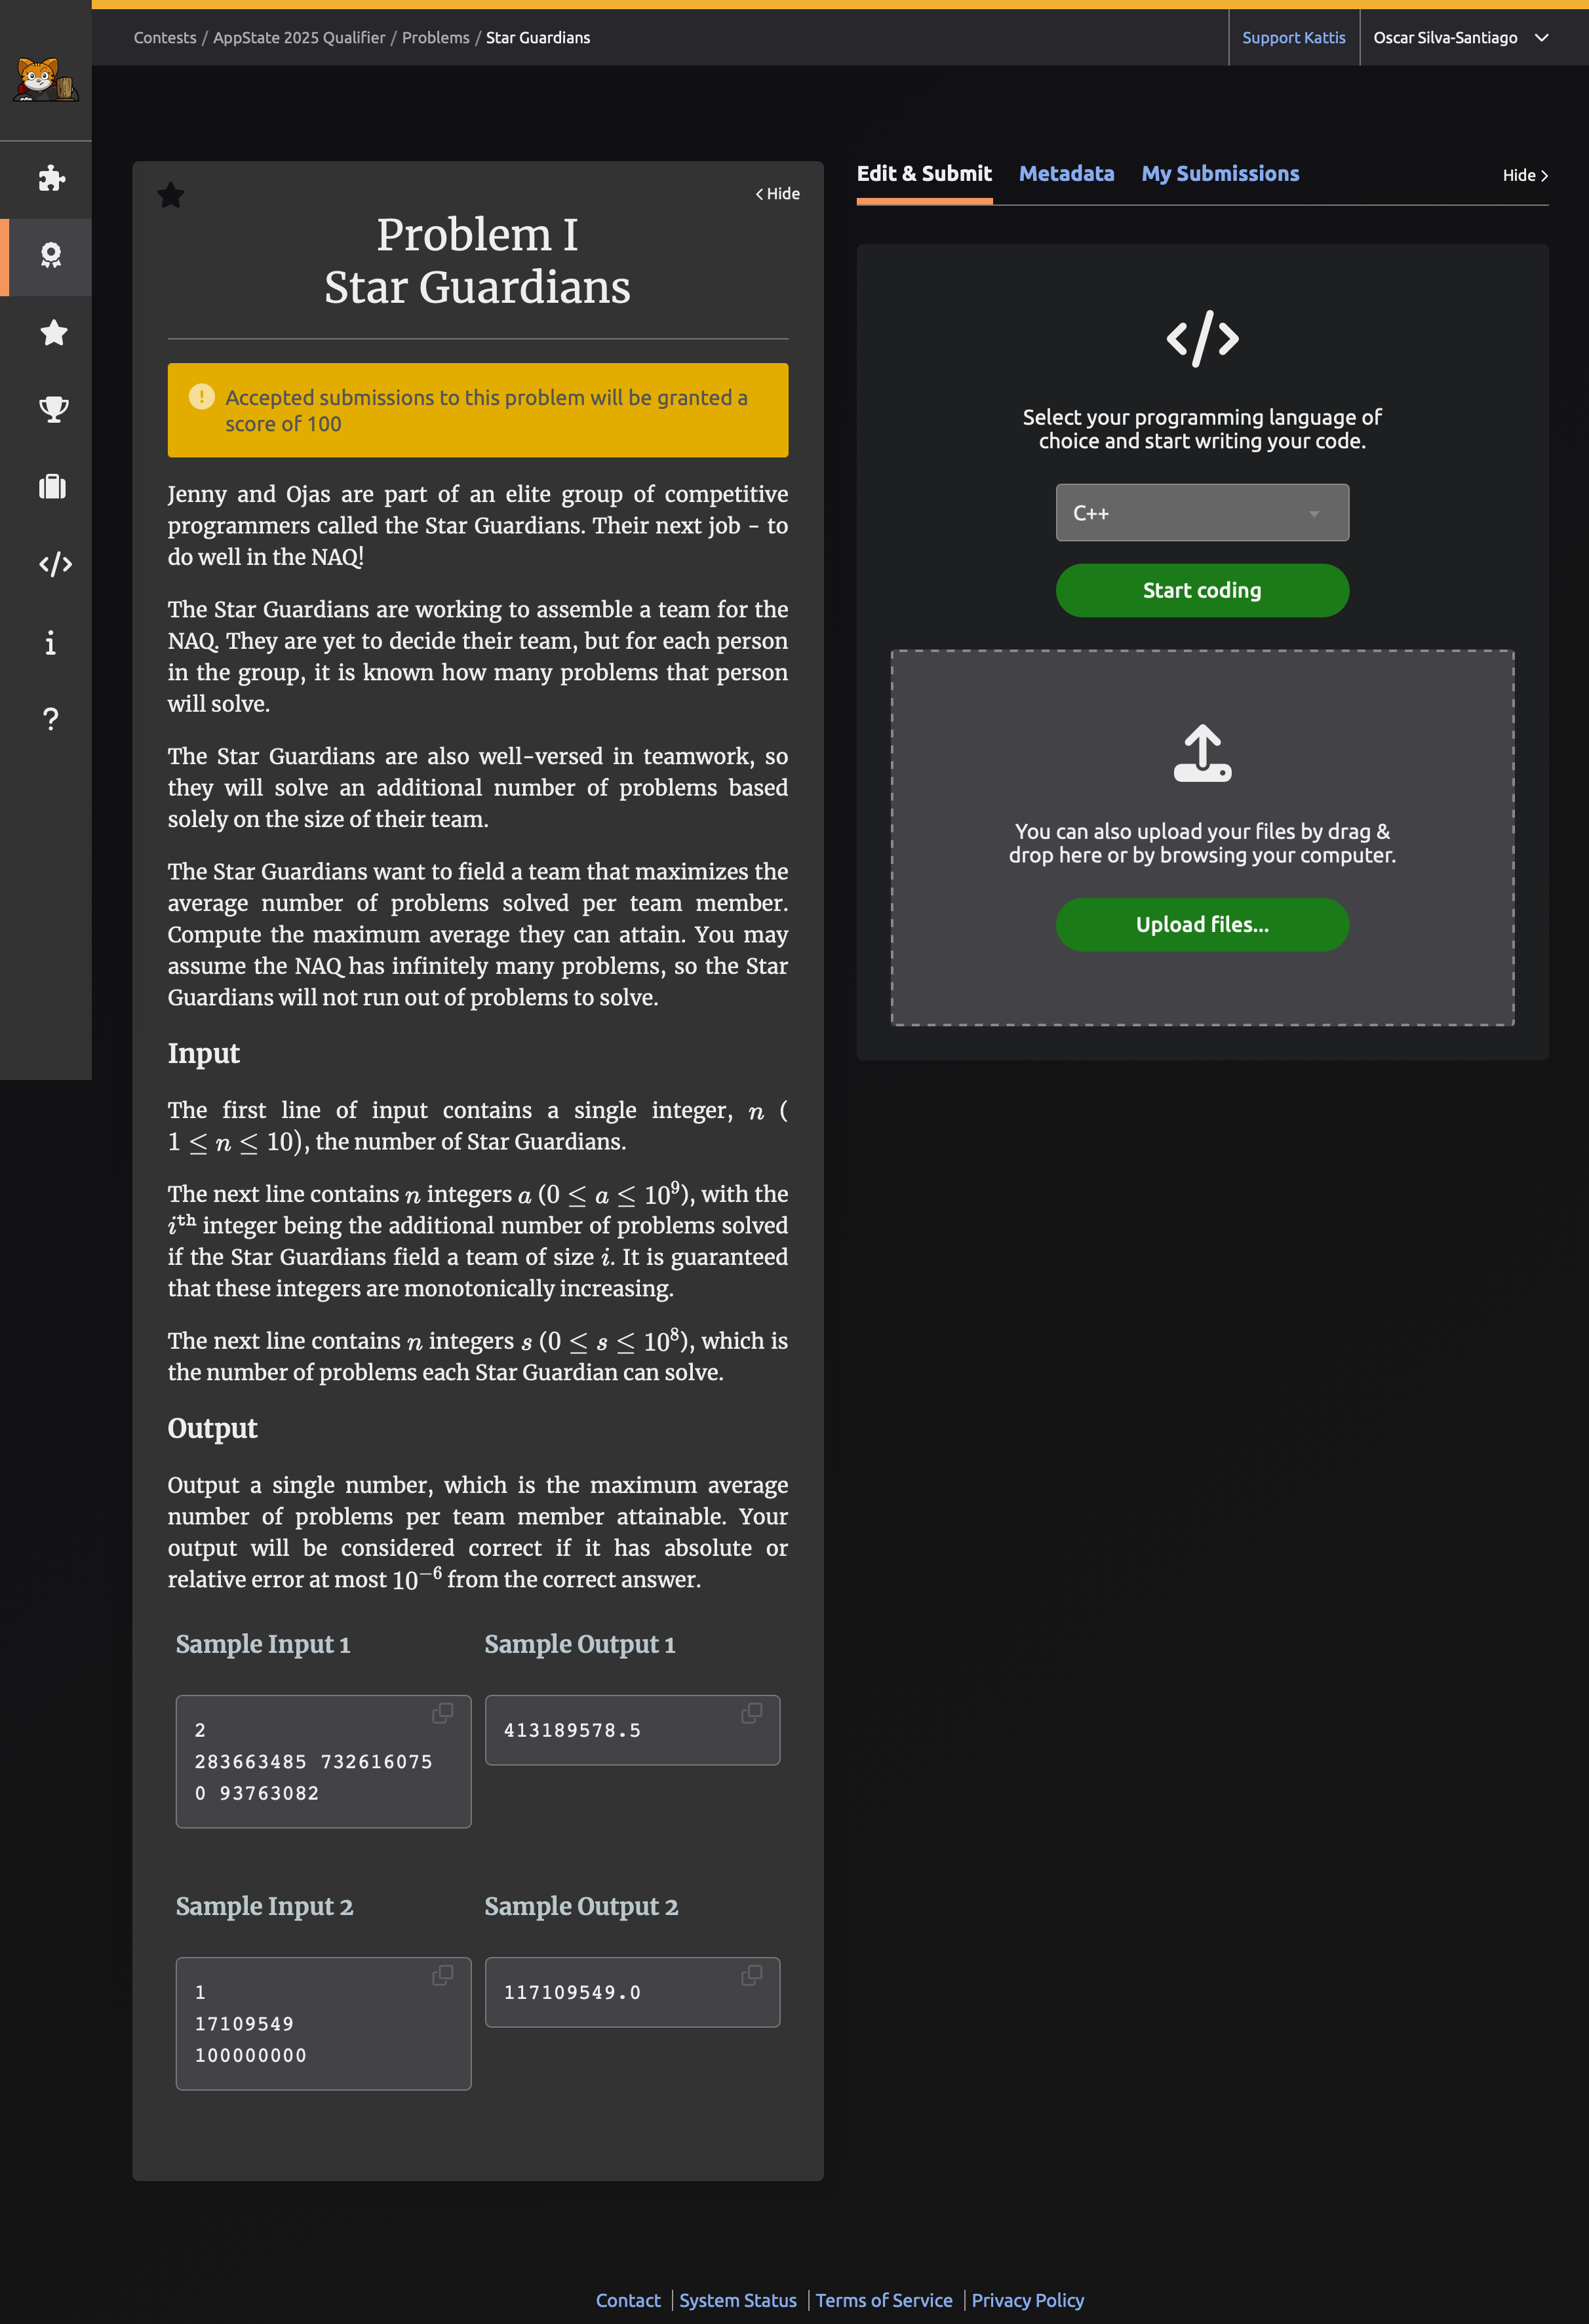 Contests / AppState 2025 Qualifier / Problems / Star Guardians
Support Kattis
Oscar Silva-Santiago
Hide
Problem I
Star Guardians
Accepted submissions to this problem will be granted a
score of 100
Jenny and Ojas are part of an elite group of competitive
programmers called the Star Guardians. Their next job - to
do well in the NAQ!
The Star Guardians are working to assemble a team for the
NAQ. They are yet to decide their team, but for each person
in the group, it is known how many problems that person
will solve.
The Star Guardians are also well-versed in teamwork, so
they will solve an additional number of problems based
solely on the size of their team.
The Star Guardians want to field a team that maximizes the
average number of problems solved per team member.
Compute the maximum average they can attain. You may
assume the NAQ has infinitely many problems, so the Star
Guardians will not run out of problems to solve.
Input
The first line of input contains a single integer, n (
1 ≤ n ≤ 10), the number of Star Guardians.
The next line contains n integers a (0 ≤ a ≤ 10⁹), with the
iᵗʰ integer being the additional number of problems solved
if the Star Guardians field a team of size i. It is guaranteed
that these integers are monotonically increasing.
The next line contains n integers s (0 ≤ s ≤ 10⁸), which is
the number of problems each Star Guardian can solve.
Output
Output a single number, which is the maximum average
number of problems per team member attainable. Your
output will be considered correct if it has absolute or
relative error at most 10⁻⁶ from the correct answer.
Sample Input 1
Sample Output 1
2
283663485 732616075
0 93763082
413189578.5
Sample Input 2
Sample Output 2
1
17109549
100000000
117109549.0
Edit & Submit
Metadata
My Submissions
Hide
</>
Select your programming language of
choice and start writing your code.
C++
Start coding
You can also upload your files by drag &
drop here or by browsing your computer.
Upload files...
Contact | System Status | Terms of Service | Privacy Policy